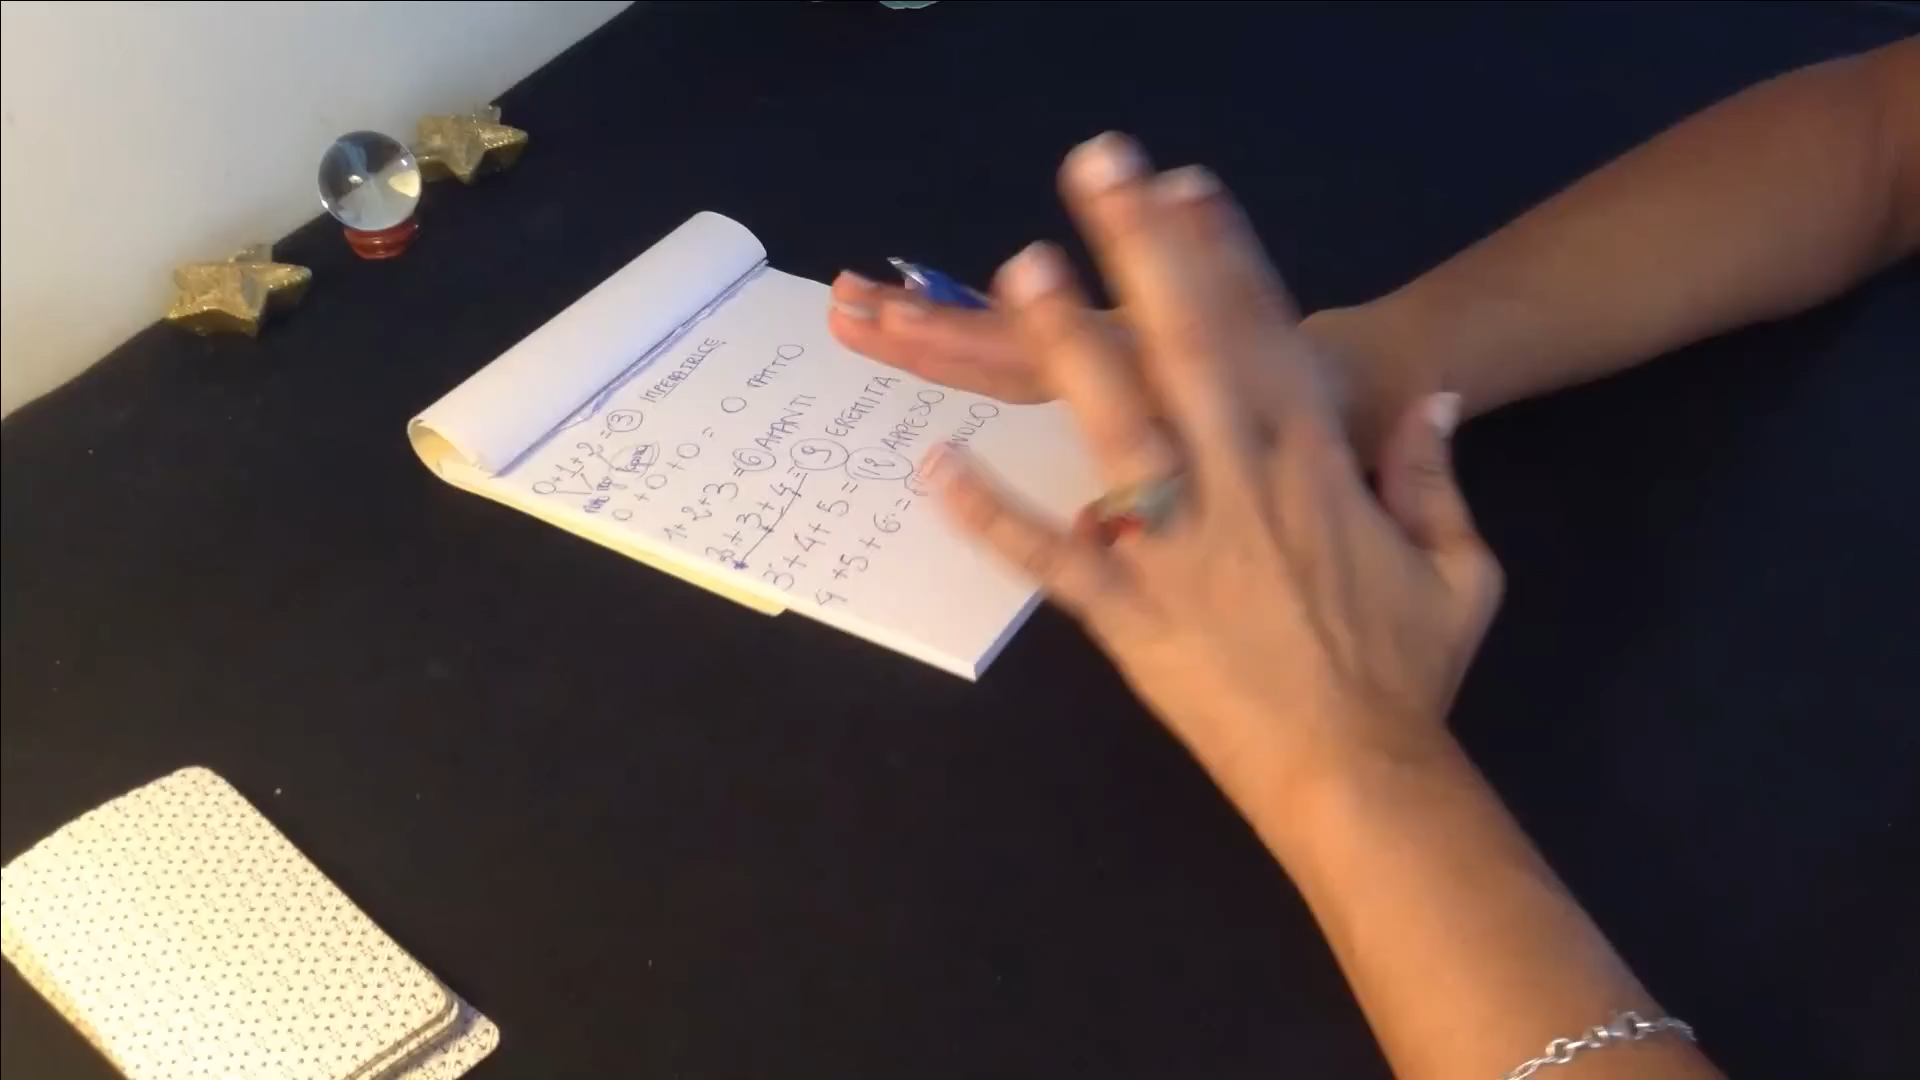 0+1+2=3 IMPERATRICE
0+0+0= 0 MATTO
1+2+3=6 AMANTI
2+3+4=9 EREMITA
3+4+5=12 APPESO
4+5+6=